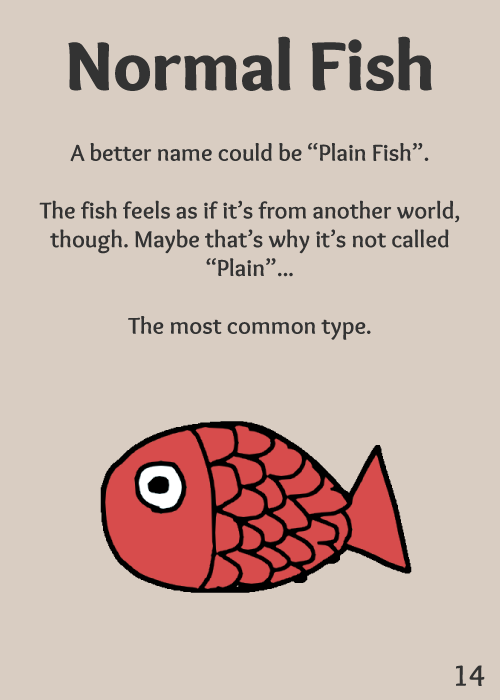 Normal Fish
A better name could be “Plain Fish”.
The fish feels as if it’s from another world,
though. Maybe that’s why it’s not called
“Plain”...
The most common type.
14